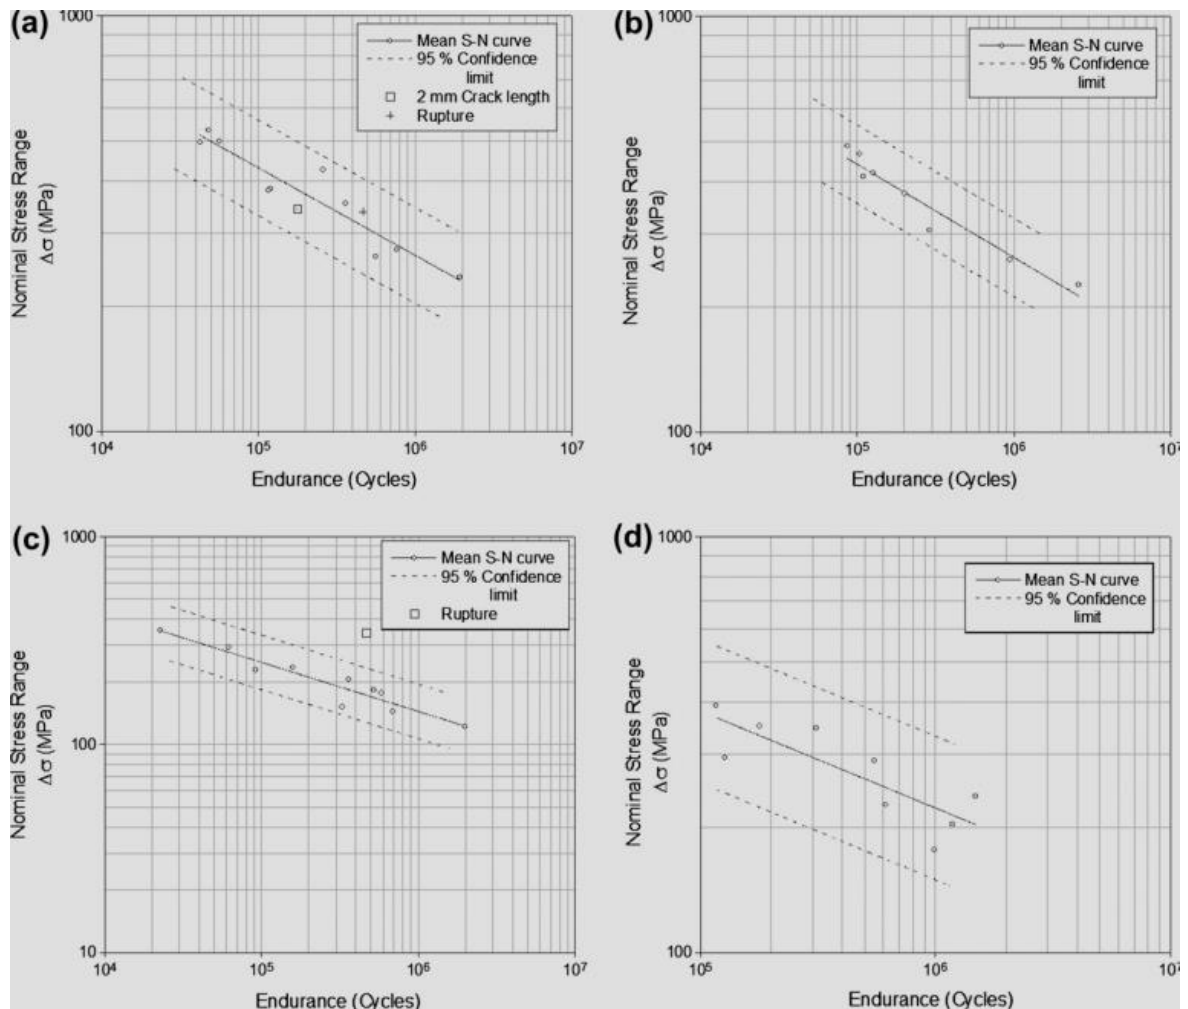 (a)
1000
Mean S-N curve
95 % Confidence
limit
2 mm Crack length
Rupture
Nominal Stress Range
Δσ (MPa)
100
10⁴
10⁵
10⁶
10⁷
Endurance (Cycles)
(b)
1000
Mean S-N curve
95 % Confidence
limit
Nominal Stress Range
Δσ (MPa)
100
10⁴
10⁵
10⁶
10⁷
Endurance (Cycles)
(c)
1000
Mean S-N curve
95 % Confidence
limit
Rupture
Nominal Stress Range
Δσ (MPa)
100
10
10⁴
10⁵
10⁶
10⁷
Endurance (Cycles)
(d)
1000
Mean S-N curve
95 % Confidence
limit
Nominal Stress Range
Δσ (MPa)
100
10⁵
10⁶
10⁷
Endurance (Cycles)